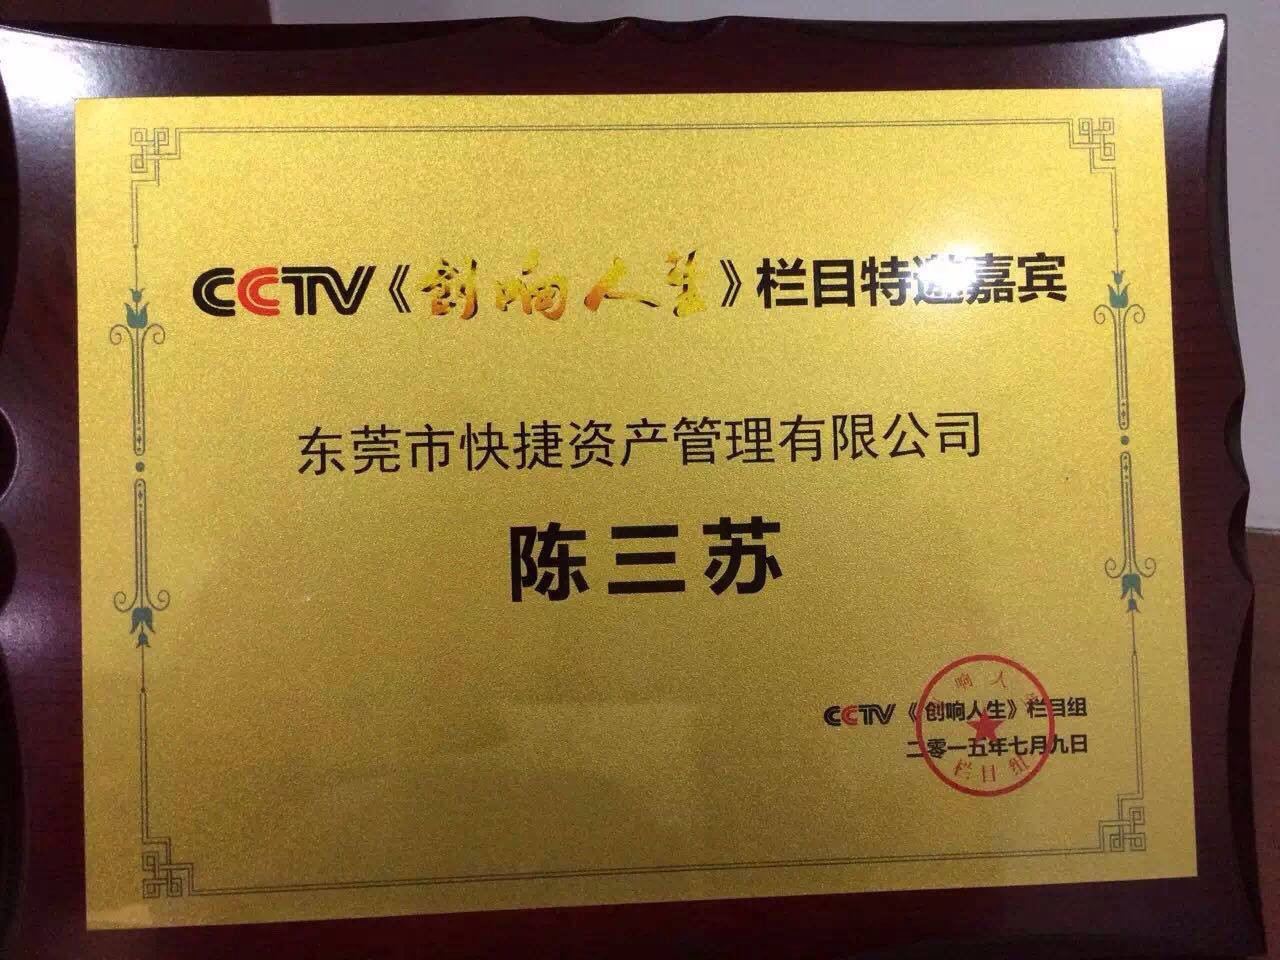 CCTV《创响人生》栏目特邀嘉宾
东莞市快捷资产管理有限公司
陈三苏
CCTV《创响人生》栏目组
二零一五年七月九日
响人
栏目组